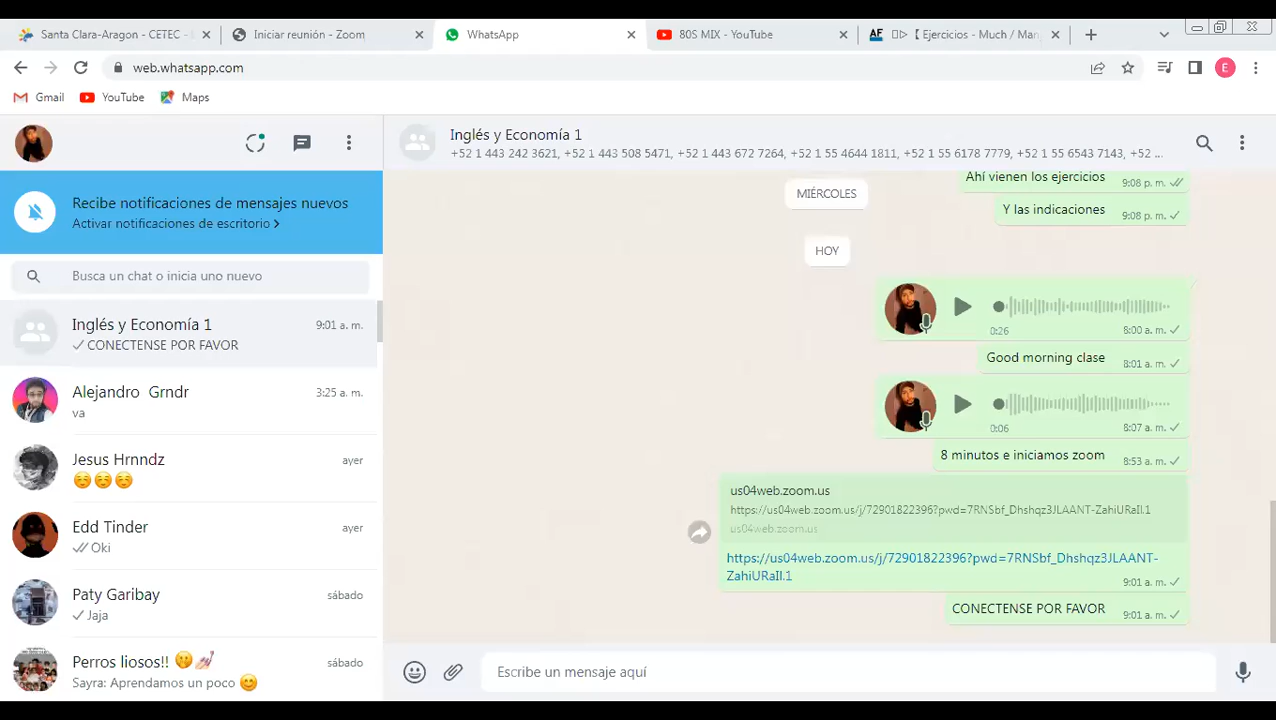 Santa Clara-Aragon - CETEC -
Iniciar reunión - Zoom
WhatsApp
80S MIX - YouTube
AF
【 Ejercicios - Much / Man
web.whatsapp.com
E
Gmail
YouTube
Maps
Inglés y Economía 1
+52 1 443 242 3621, +52 1 443 508 5471, +52 1 443 672 7264, +52 1 55 4644 1811, +52 1 55 6178 7779, +52 1 55 6543 7143, +52 ...
Recibe notificaciones de mensajes nuevos
Activar notificaciones de escritorio >
Busca un chat o inicia uno nuevo
Inglés y Economía 1
9:01 a. m.
CONECTENSE POR FAVOR
Alejandro Grndr
3:25 a. m.
va
Jesus Hrnndz
ayer
☺️☺️☺️
Edd Tinder
ayer
Oki
Paty Garibay
sábado
Jaja
Perros liosos!! 🤭💅🏻
sábado
Sayra: Aprendamos un poco 😊
Ahí vienen los ejercicios
9:08 p. m.
MIÉRCOLES
Y las indicaciones
9:08 p. m.
HOY
0:26
8:00 a. m.
Good morning clase
8:01 a. m.
0:06
8:07 a. m.
8 minutos e iniciamos zoom
8:53 a. m.
us04web.zoom.us
https://us04web.zoom.us/j/72901822396?pwd=7RNSbf_Dhshqz3JLAANT-ZahiURaIl.1
us04web.zoom.us
https://us04web.zoom.us/j/72901822396?pwd=7RNSbf_Dhshqz3JLAANT-
ZahiURaIl.1
9:01 a. m.
CONECTENSE POR FAVOR
9:01 a. m.
Escribe un mensaje aquí